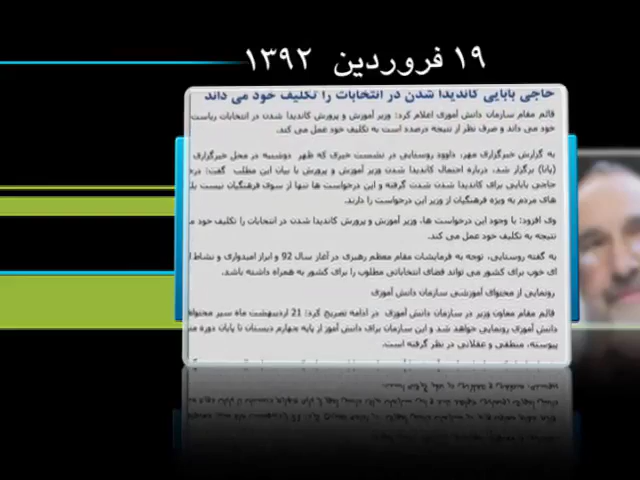 ۱۹ فروردین ۱۳۹۲
حاجی بابایی کاندیدا شدن در انتخابات را تکلیف خود می داند
قائم مقام سازمان دانش آموزی اعلام کرد: وزیر آموزش و پرورش کاندیدا شدن در انتخابات ریاست
خود می داند و صرف نظر از نتیجه درصدد است به تکلیف خود عمل می کند.
به گزارش خبرگزاری مهر، داوود روستایی در نشست خبری که ظهر دوشنبه در محل خبرگزاری
(پانا) برگزار شد، درباره احتمال کاندیدا شدن وزیر آموزش و پرورش با بیان این مطلب گفت:
حاجی بابایی برای کاندیدا شدن شدت گرفته و این درخواست ها تنها از سوی فرهنگیان نیست
های مردم به ویژه فرهنگیان از وزیر این درخواست را دارند.
وی افزود: با وجود این درخواست ها، وزیر آموزش و پرورش کاندیدا شدن در انتخابات را تکلیف خود
نتیجه به تکلیف خود عمل می کند.
به گفته روستایی، توجه به فرمایشات مقام معظم رهبری در آغاز سال 92 و ابراز امیدواری و نشاط
ای خوب برای کشور می تواند فضای انتخاباتی مطلوب را برای کشور به همراه داشته باشد.
رونمایی از محتوای آموزشی سازمان دانش آموزی
قائم مقام معاون وزیر در سازمان دانش آموزی در ادامه تصریح کرد: 21 اردیبهشت ماه سیر
دانش آموزی رونمایی خواهد شد و این سازمان برای دانش آموز از پایه چهارم دبستان تا پایان دوره
پیوسته، منطقی و عقلانی در نظر گرفته است.